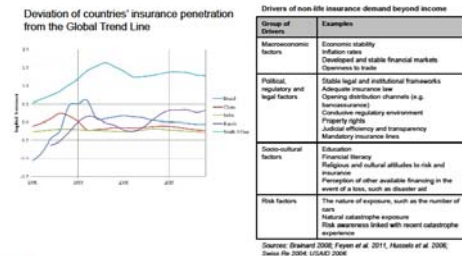 Deviation of countries' insurance penetration
from the Global Trend Line
Brazil
China
India
Russia
South Africa
Drivers of non-life insurance demand beyond income
Group of
Drivers
Examples
Macroeconomic
factors
Economic stability
Inflation rates
Developed and stable financial markets
Openness to trade
Political,
regulatory and
legal factors
Stable legal and institutional frameworks
Adequate insurance law
Opening distribution channels (e.g.
bancassurance)
Conducive regulatory environment
Property rights
Judicial efficiency and transparency
Mandatory insurance lines
Socio-cultural
factors
Education
Financial literacy
Religious and cultural attitudes to risk and
insurance
Perception of other available financing in the
event of a loss, such as disaster aid
Risk factors
The nature of exposure, such as the number of
cars
Natural catastrophe exposure
Risk awareness linked with recent catastrophe
experience
Sources: Brainard 2008, Feyen et al. 2011, Hussels et al. 2005,
Swiss Re 2004, USAID 2006